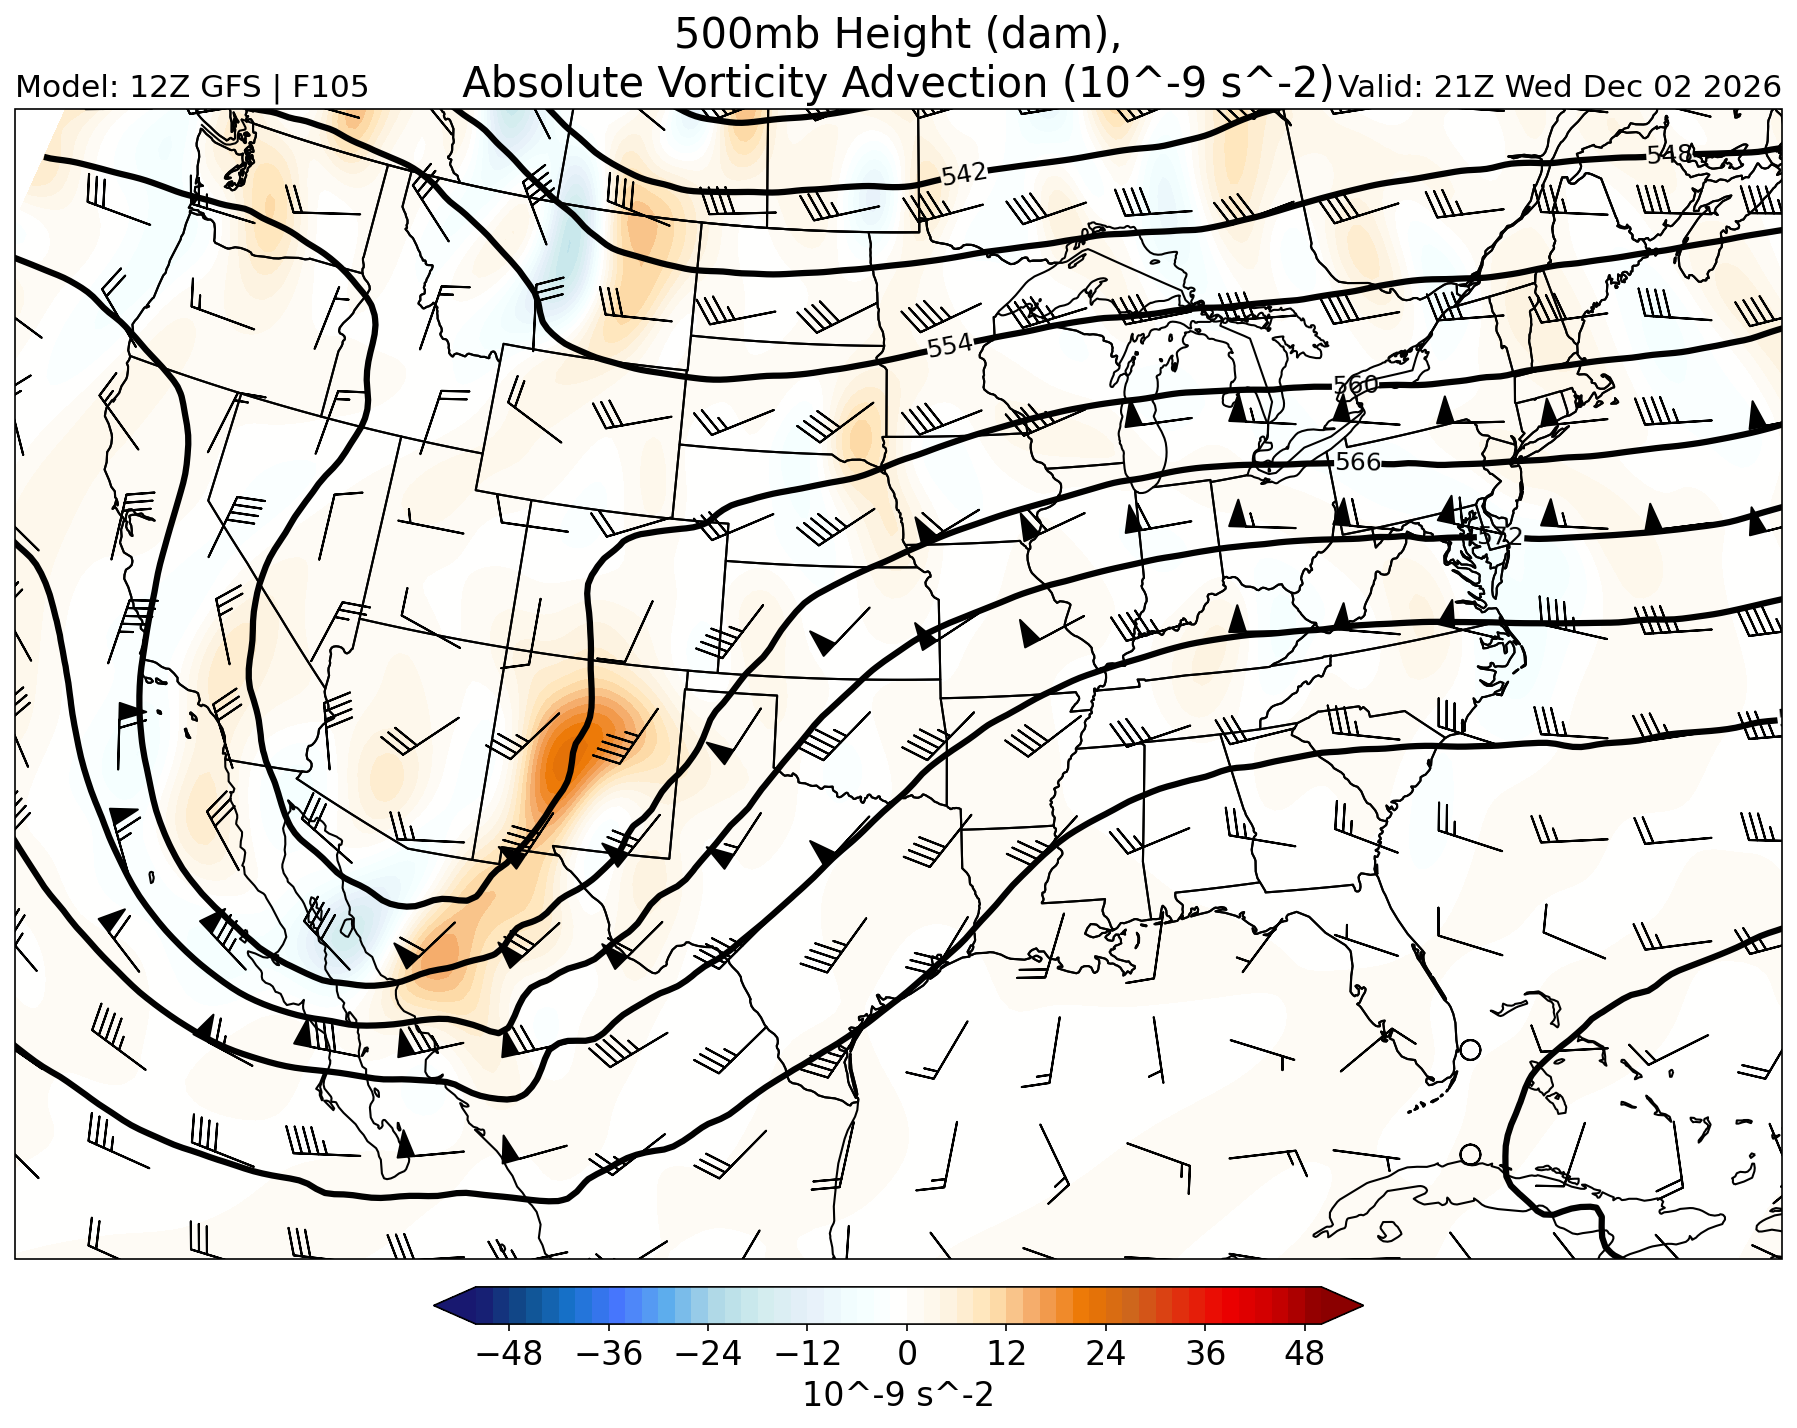 500mb Height (dam),
Model: 12Z GFS | F105
Absolute Vorticity Advection (10^-9 s^-2)
Valid: 21Z Wed Dec 02 2026
542
548
554
560
566
572
−48 −36 −24 −12 0 12 24 36 48
10^-9 s^-2